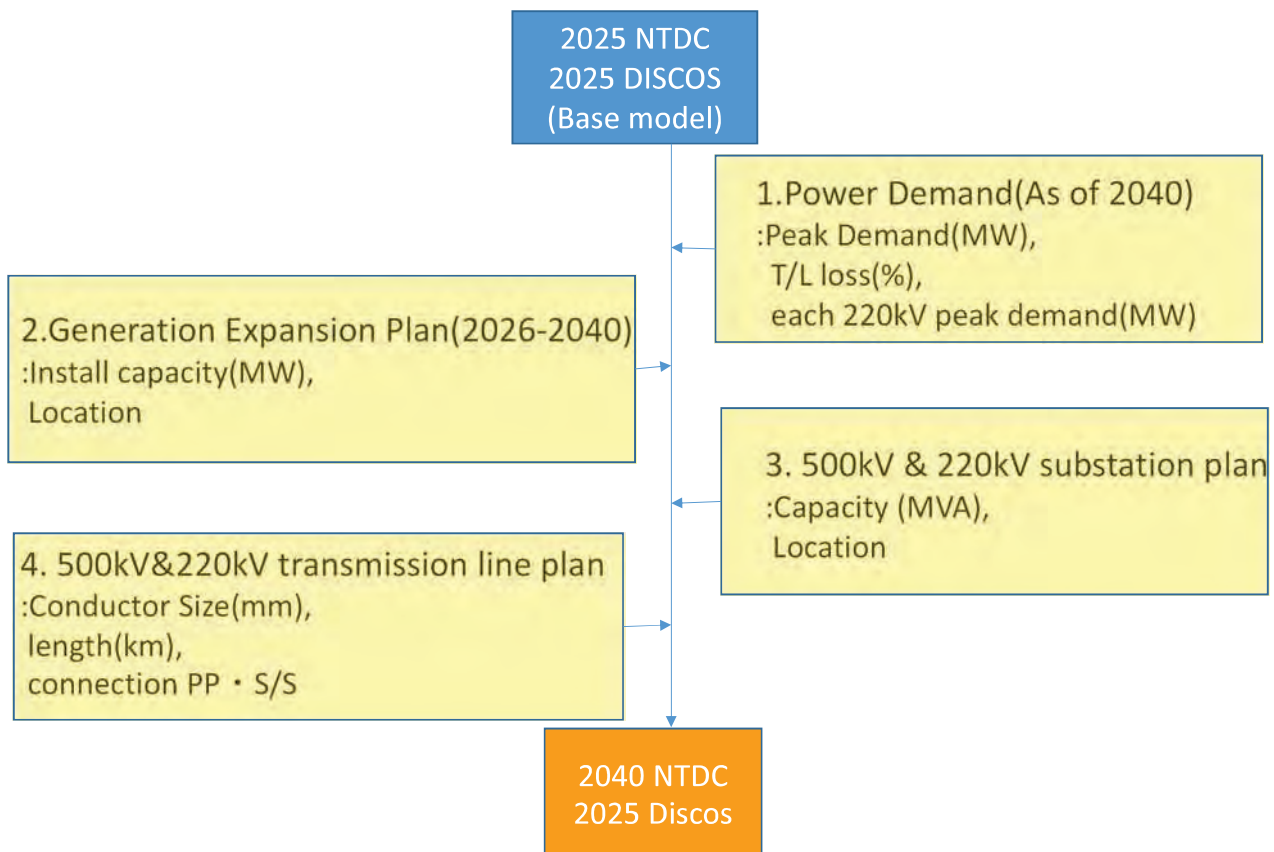 2025 NTDC
2025 DISCOS
(Base model)
1.Power Demand(As of 2040)
:Peak Demand(MW),
T/L loss(%),
each 220kV peak demand(MW)
2.Generation Expansion Plan(2026-2040)
:Install capacity(MW),
Location
3. 500kV & 220kV substation plan
:Capacity (MVA),
Location
4. 500kV&220kV transmission line plan
:Conductor Size(mm),
length(km),
connection PP・S/S
2040 NTDC
2025 Discos